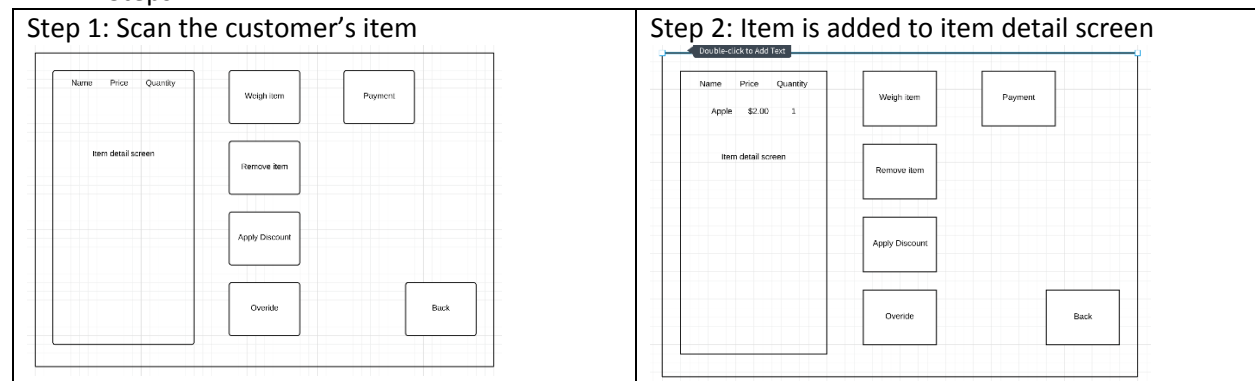 Step 1: Scan the customer's item
Name Price Quantity
Weigh item
Payment
Item detail screen
Remove item
Apply Discount
Overide
Back
Step 2: Item is added to item detail screen
Double-click to Add Text
Name Price Quantity
Weigh item
Payment
Apple $2.00 1
Item detail screen
Remove item
Apply Discount
Overide
Back